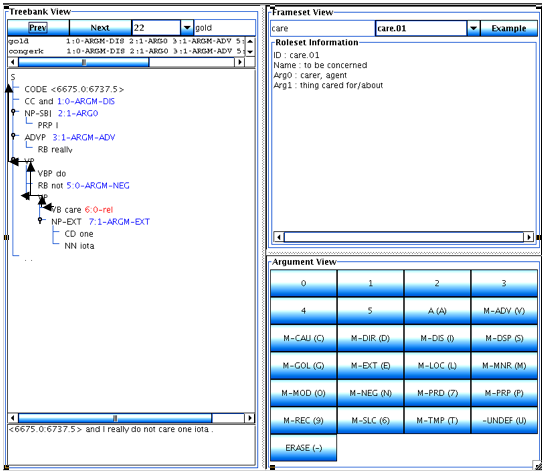 Treebank View
Prev Next 22 gold
gold 1:0-ARGM-DIS 2:1-ARG0 3:1-ARGM-ADV 5:
congerk 0:0-ARGM-DIS 2:1-ARG0 3:1-ARGM-ADV 5:
S
CODE <6675.0:6737.5>
CC and 1:0-ARGM-DIS
NP-SBJ 2:1-ARG0
PRP I
ADVP 3:1-ARGM-ADV
RB really
VP
VBP do
RB not 5:0-ARGM-NEG
VP
VB care 6:0-rel
NP-EXT 7:1-ARGM-EXT
CD one
NN iota
. .
<6675.0:6737.5> and I really do not care one iota .
Frameset View
care care.01 Example
Roleset Information
ID : care.01
Name : to be concerned
Arg0 : carer, agent
Arg1 : thing cared for/about
Argument View
0 1 2 3
4 5 A (A) M-ADV (V)
M-CAU (C) M-DIR (D) M-DIS (I) M-DSP (S)
M-GOL (G) M-EXT (E) M-LOC (L) M-MNR (M)
M-MOD (O) M-NEG (N) M-PRD (7) M-PRP (P)
M-REC (9) M-SLC (6) M-TMP (T) -UNDEF (U)
ERASE (-)